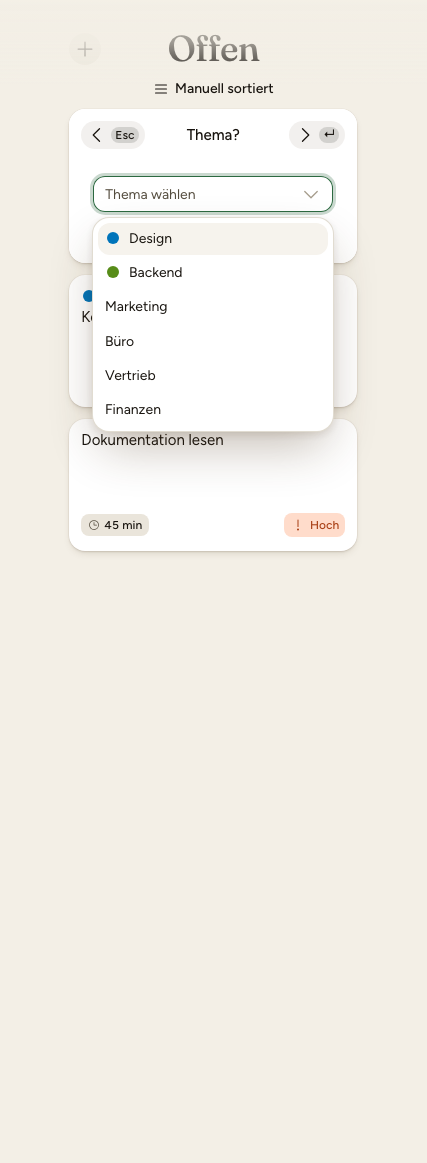 Offen
Manuell sortiert
Esc
Thema?
Thema wählen
Design
Backend
Marketing
Büro
Vertrieb
Finanzen
Dokumentation lesen
45 min
Hoch